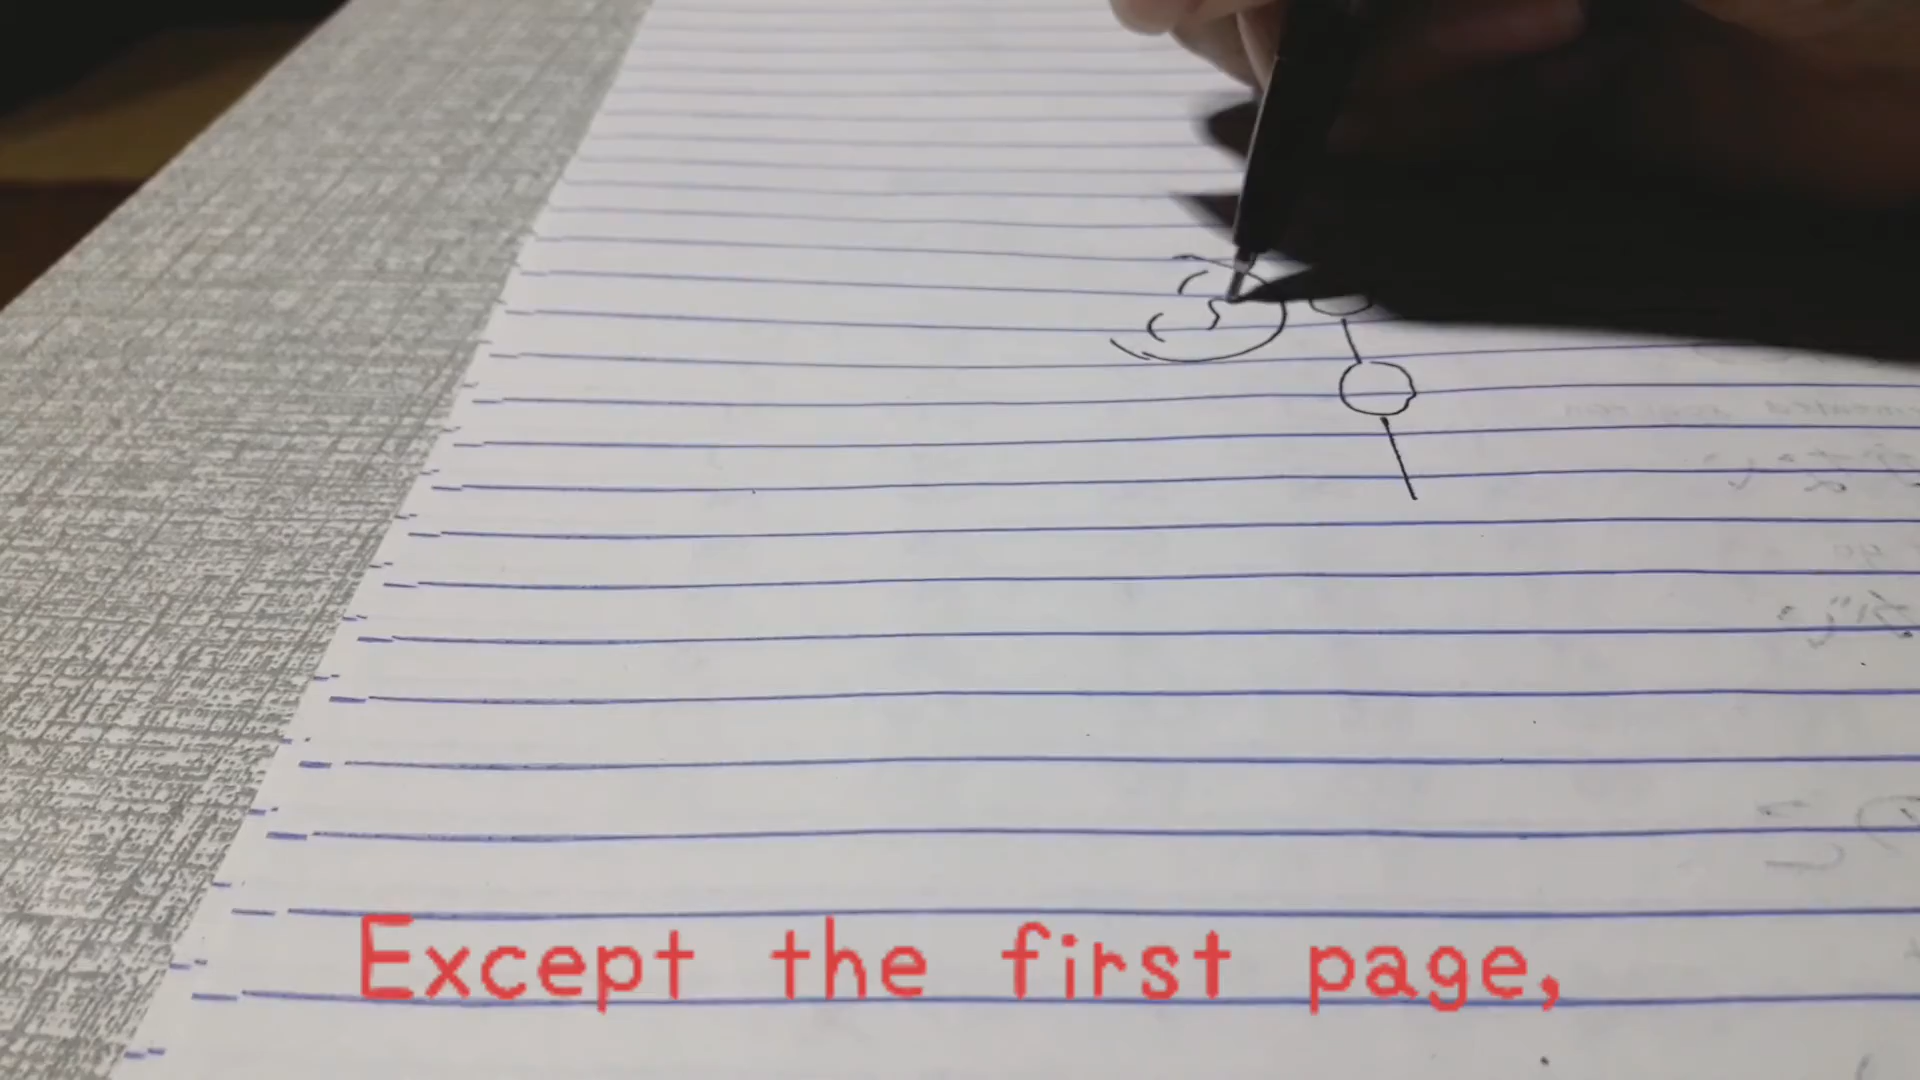 Except the first page,